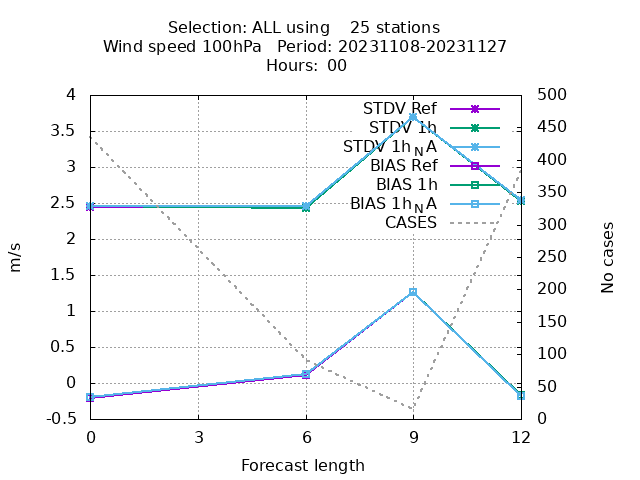 Selection: ALL using    25 stations
Wind speed 100hPa   Period: 20231108-20231127
Hours: 00
4
3.5
3
2.5
2
1.5
1
0.5
0
-0.5
m/s
STDV Ref
STDV 1h
STDV 1hNA
BIAS Ref
BIAS 1h
BIAS 1hNA
CASES
500
450
400
350
300
250
200
150
100
50
0
No cases
0 3 6 9 12
Forecast length